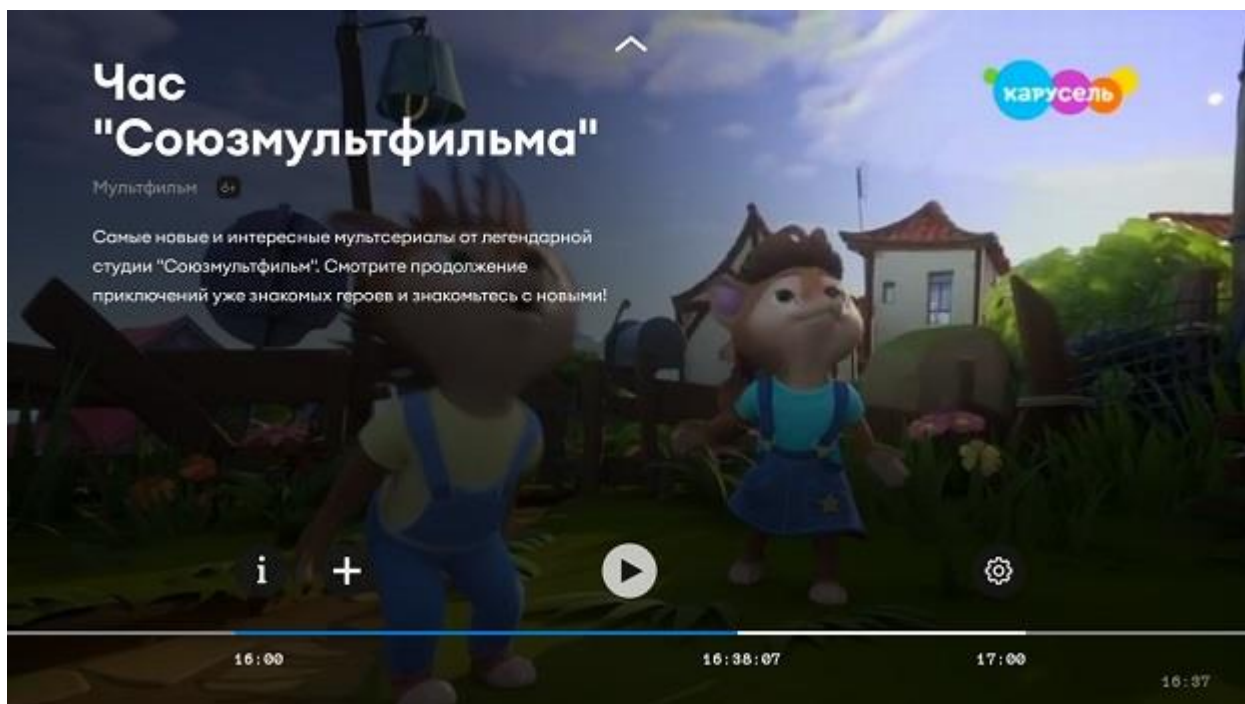 Час
"Союзмультфильма"
карусель
Мультфильм 6+
Самые новые и интересные мультсериалы от легендарной
студии "Союзмультфильм". Смотрите продолжение
приключений уже знакомых героев и знакомьтесь с новыми!
i
16:00 16:38:07 17:00
16:37